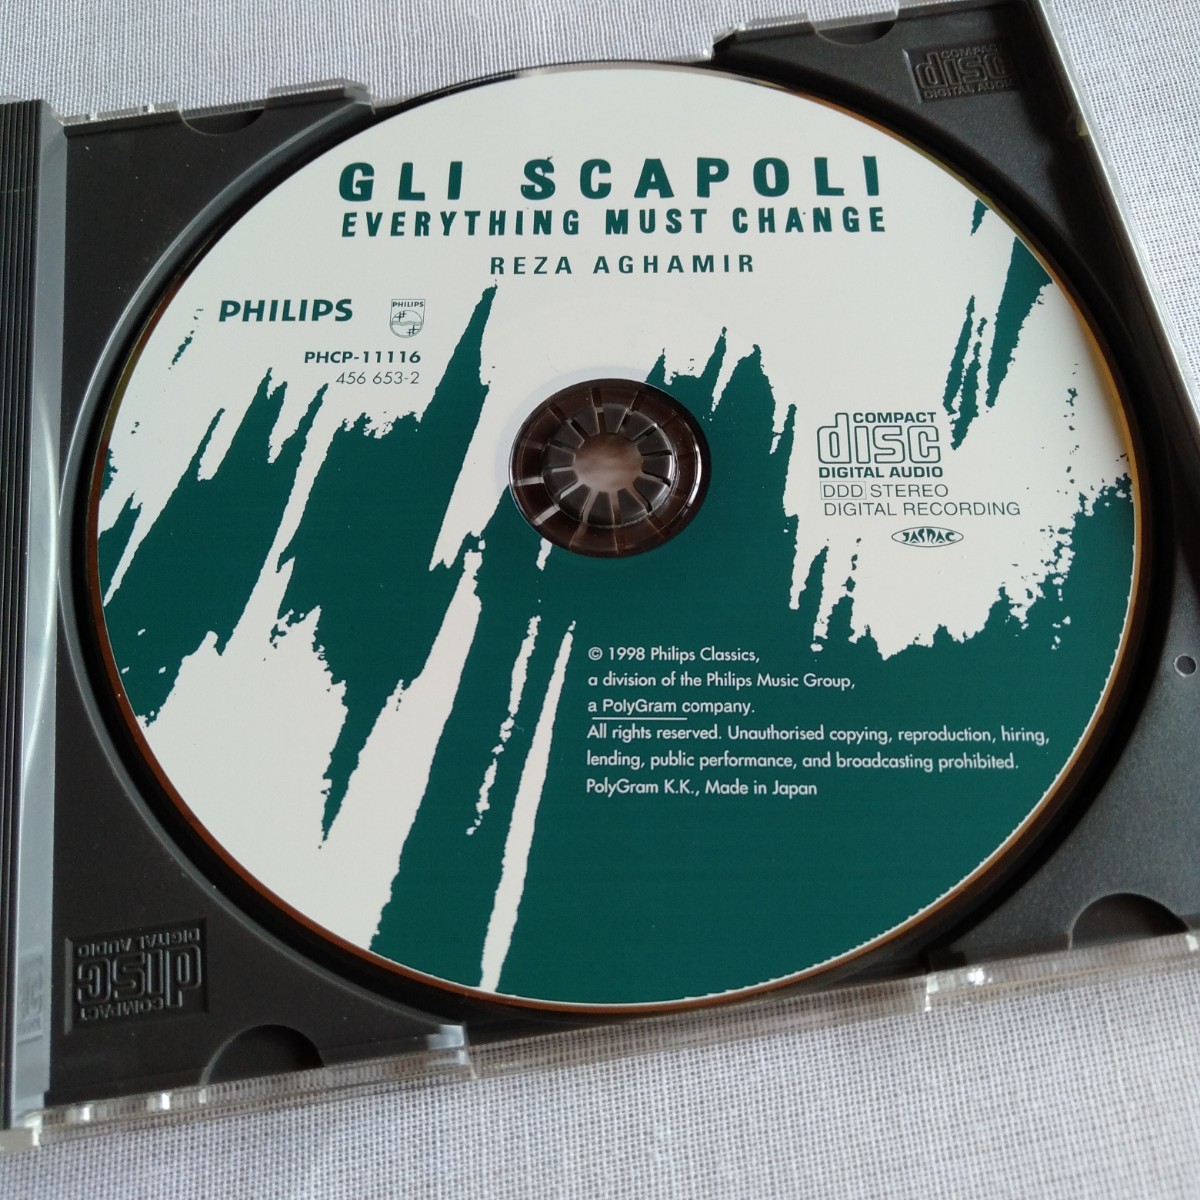 GLI SCAPOLI
EVERYTHING MUST CHANGE
REZA AGHAMIR
PHILIPS
PHILIPS
PHCP-11116
456 653-2
COMPACT
disc
DIGITAL AUDIO
DDD STEREO
DIGITAL RECORDING
JASRAC
© 1998 Philips Classics,
a division of the Philips Music Group,
a PolyGram company.
All rights reserved. Unauthorised copying, reproduction, hiring,
lending, public performance, and broadcasting prohibited.
PolyGram K.K., Made in Japan
COMPACT
disc
DIGITAL AUDIO
COMPACT
disc
DIGITAL AUDIO